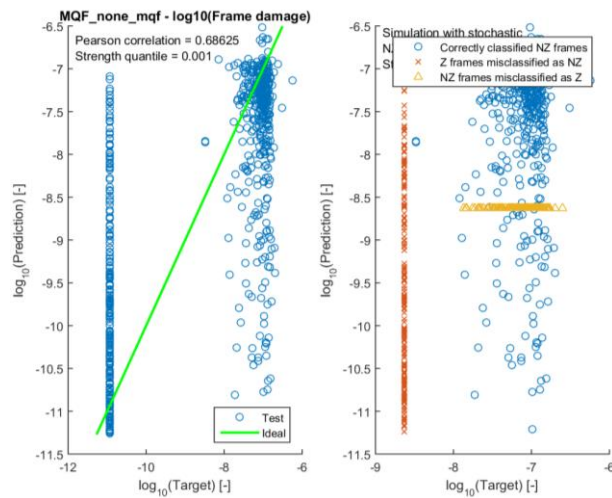 MQF_none_mqf - log10(Frame damage)
Pearson correlation = 0.68625
Strength quantile = 0.001
-6.5
-7
-7.5
-8
-8.5
-9
-9.5
-10
-10.5
-11
-11.5
log10(Prediction) [-]
Test
Ideal
-12
-10
-8
-6
log10(Target) [-]
Simulation with stochastic
Correctly classified NZ frames
Z frames misclassified as NZ
NZ frames misclassified as Z
-6.5
-7
-7.5
-8
-8.5
-9
-9.5
-10
-10.5
-11
-11.5
log10(Prediction) [-]
-9
-8
-7
-6
log10(Target) [-]